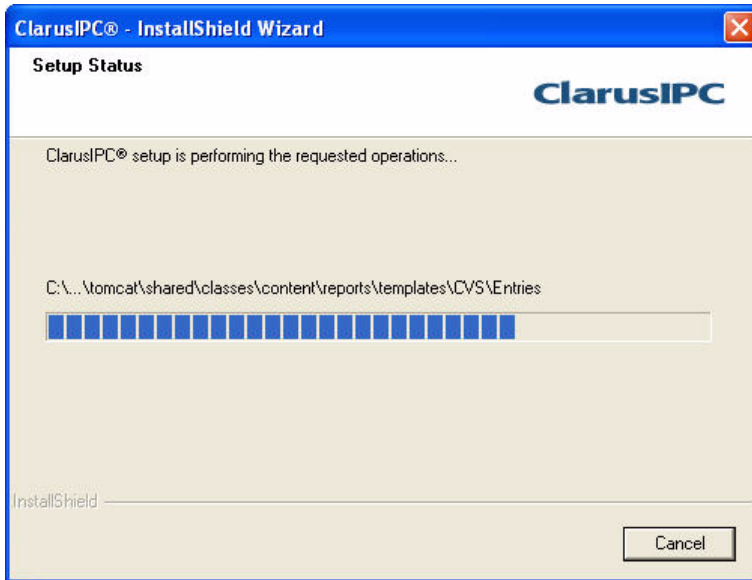 ClarusIPC® - InstallShield Wizard
Setup Status
ClarusIPC
ClarusIPC® setup is performing the requested operations...
C:\...\tomcat\shared\classes\content\reports\templates\CVS\Entries
InstallShield
Cancel